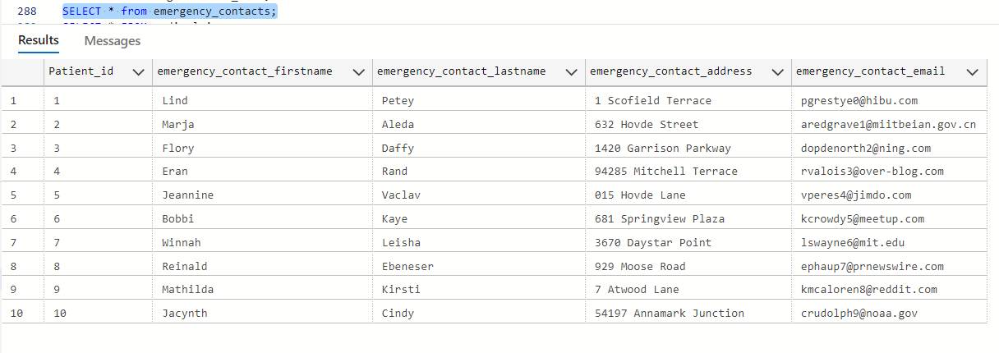 288 SELECT * from emergency_contacts;
Results Messages
Patient_id emergency_contact_firstname emergency_contact_lastname emergency_contact_address emergency_contact_email
1 1 Lind Petey 1 Scofield Terrace pgrestye0@hibu.com
2 2 Marja Aleda 632 Hovde Street aredgrave1@miitbeian.gov.cn
3 3 Flory Daffy 1420 Garrison Parkway dopdenorth2@ning.com
4 4 Eran Rand 94285 Mitchell Terrace rvalois3@over-blog.com
5 5 Jeannine Vaclav 015 Hovde Lane vperes4@jimdo.com
6 6 Bobbi Kaye 681 Springview Plaza kcrowdy5@meetup.com
7 7 Winnah Leisha 3670 Daystar Point lswayne6@mit.edu
8 8 Reinald Ebeneser 929 Moose Road ephaup7@prnewswire.com
9 9 Mathilda Kirsti 7 Atwood Lane kmcaloren8@reddit.com
10 10 Jacynth Cindy 54197 Annamark Junction crudolph9@noaa.gov